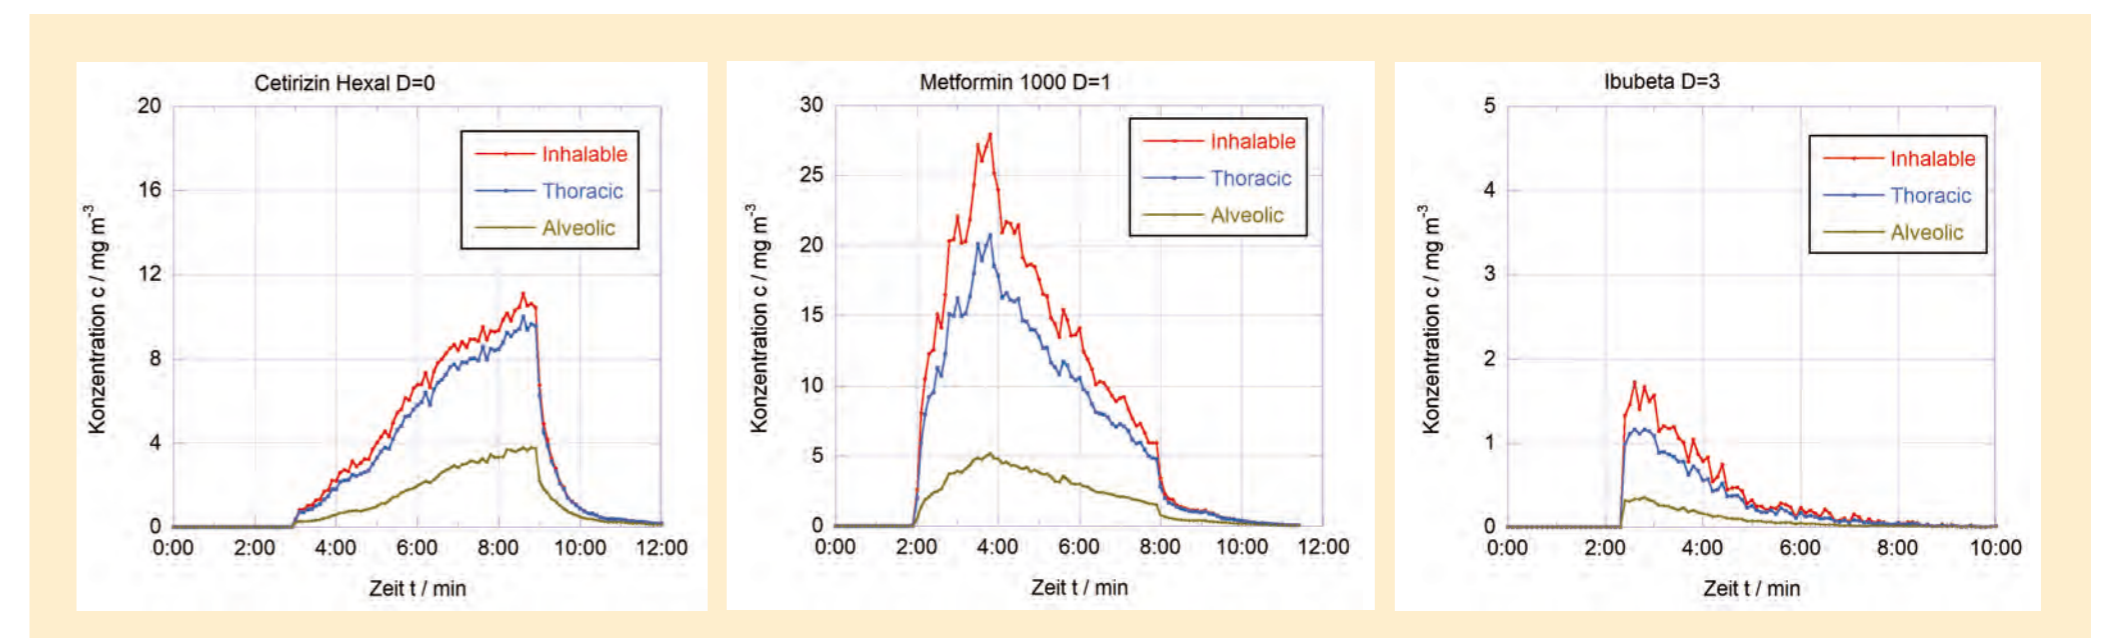 Cetirizin Hexal D=0
20
16
12
8
4
0
Konzentration c / mg m⁻³
Inhalable
Thoracic
Alveolic
0:00 2:00 4:00 6:00 8:00 10:00 12:00
Zeit t / min
Metformin 1000 D=1
30
25
20
15
10
5
0
Konzentration c / mg m⁻³
Inhalable
Thoracic
Alveolic
0:00 2:00 4:00 6:00 8:00 10:00 12:00
Zeit t / min
Ibubeta D=3
5
4
3
2
1
0
Konzentration c / mg m⁻³
Inhalable
Thoracic
Alveolic
0:00 2:00 4:00 6:00 8:00 10:00
Zeit t / min